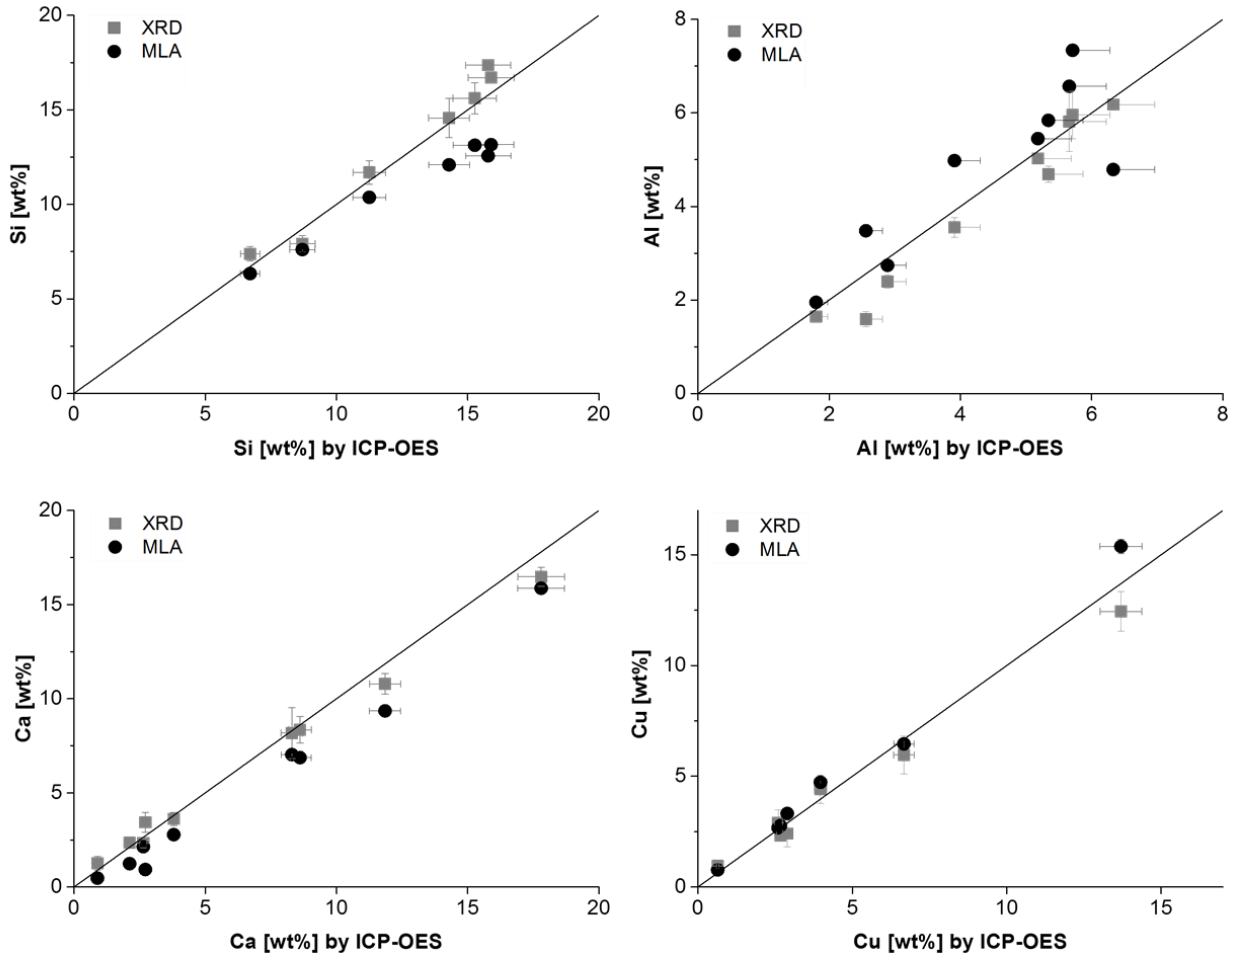 XRD
MLA
Si [wt%]
20
15
10
5
0
0 5 10 15 20
Si [wt%] by ICP-OES
XRD
MLA
Al [wt%]
8
6
4
2
0
0 2 4 6 8
Al [wt%] by ICP-OES
XRD
MLA
Ca [wt%]
20
15
10
5
0
0 5 10 15 20
Ca [wt%] by ICP-OES
XRD
MLA
Cu [wt%]
15
10
5
0
0 5 10 15
Cu [wt%] by ICP-OES